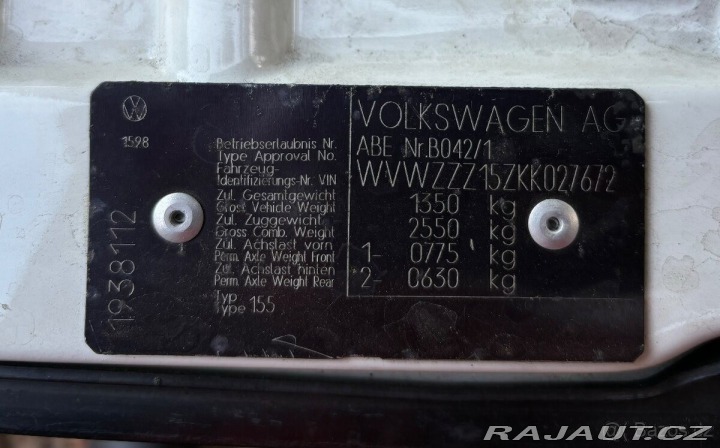 VOLKSWAGEN AG
1598
Betriebserlaubnis Nr.
Type Approval No.
ABE Nr.B042/1
Fahrzeug-
Identifizierungs-Nr. VIN
WVWZZZ15ZKK027672
Zul. Gesamtgewicht
Gross Vehicle Weight
1350 kg
Zul. Zuggewicht
Gross Comb. Weight
2550 kg
Zul. Achslast vorn
Perm. Axle Weight Front
1- 0775 kg
Zul. Achslast hinten
Perm. Axle Weight Rear
2- 0630 kg
Typ
Type 155
1938112
RAJAUT.CZ